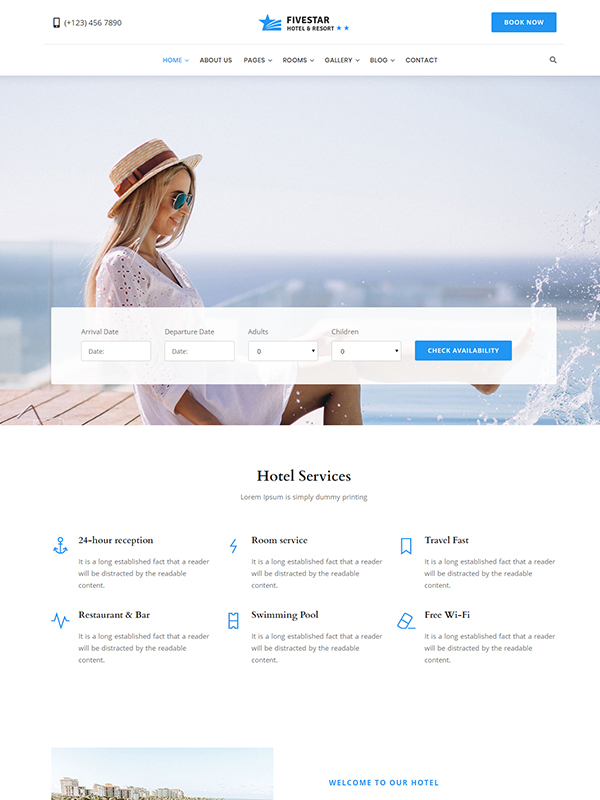 (+123) 456 7890
FIVESTAR
HOTEL & RESORT
BOOK NOW
HOME ABOUT US PAGES ROOMS GALLERY BLOG CONTACT
Arrival Date Departure Date Adults Children
Date: Date: 0 0 CHECK AVAILABILITY
Hotel Services
Lorem Ipsum is simply dummy printing
24-hour reception
It is a long established fact that a reader
will be distracted by the readable
content.
Room service
It is a long established fact that a reader
will be distracted by the readable
content.
Travel Fast
It is a long established fact that a reader
will be distracted by the readable
content.
Restaurant & Bar
It is a long established fact that a reader
will be distracted by the readable
content.
Swimming Pool
It is a long established fact that a reader
will be distracted by the readable
content.
Free Wi-Fi
It is a long established fact that a reader
will be distracted by the readable
content.
WELCOME TO OUR HOTEL